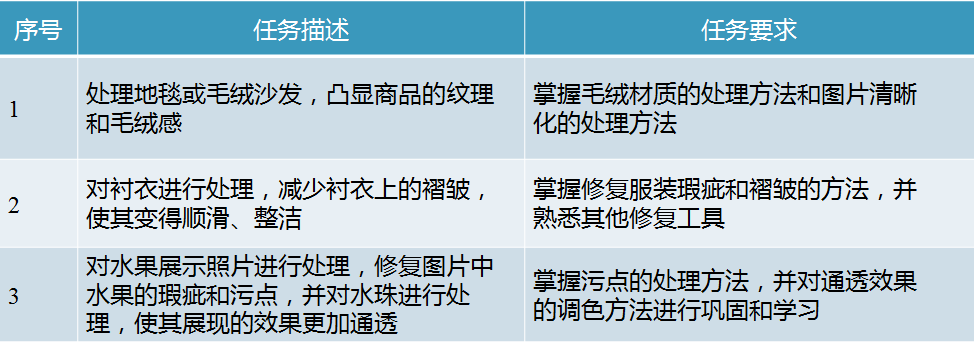 序号 任务描述 任务要求
1 处理地毯或毛绒沙发，凸显商品的纹理
和毛绒感
掌握毛绒材质的处理方法和图片清晰
化的处理方法
2 对衬衣进行处理，减少衬衣上的褶皱，
使其变得顺滑、整洁
掌握修复服装瑕疵和褶皱的方法，并
熟悉其他修复工具
3 对水果展示照片进行处理，修复图片中
水果的瑕疵和污点，并对水珠进行处
理，使其展现的效果更加通透
掌握污点的处理方法，并对通透效果
的调色方法进行巩固和学习